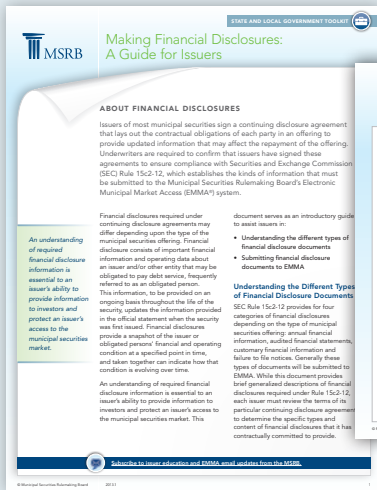 STATE AND LOCAL GOVERNMENT TOOLKIT
MSRB
Making Financial Disclosures:
A Guide for Issuers
ABOUT FINANCIAL DISCLOSURES
Issuers of most municipal securities sign a continuing disclosure agreement
that lays out the contractual obligations of each party in an offering to
provide updated information that may affect the repayment of the offering.
Underwriters are required to confirm that issuers have signed these
agreements to ensure compliance with Securities and Exchange Commission
(SEC) Rule 15c2-12, which establishes the kinds of information that must
be submitted to the Municipal Securities Rulemaking Board's Electronic
Municipal Market Access (EMMA®) system.
An understanding
of required
financial disclosure
information is
essential to an
issuer's ability to
provide information
to investors and
protect an issuer's
access to the
municipal securities
market.
Financial disclosures required under
continuing disclosure agreements may
differ depending upon the type of the
municipal securities offering. Financial
disclosure consists of important financial
information and operating data about
an issuer and/or other entity that may be
obligated to pay debt service, frequently
referred to as an obligated person.
This information, to be provided on an
ongoing basis throughout the life of the
security, updates the information provided
in the official statement when the security
was first issued. Financial disclosures
provide a snapshot of the issuer or
obligated persons' financial and operating
condition at a specified point in time,
and taken together can indicate how that
condition is evolving over time.
An understanding of required financial
disclosure information is essential to an
issuer's ability to provide information to
investors and protect an issuer's access to
the municipal securities market. This
document serves as an introductory guide
to assist issuers in:
• Understanding the different types of
financial disclosure documents
• Submitting financial disclosure
documents to EMMA
Understanding the Different Types
of Financial Disclosure Documents
SEC Rule 15c2-12 provides for four
categories of financial disclosures
depending on the type of municipal
securities offering: annual financial
information, audited financial statements,
customary financial information and
failure to file notices. Generally these
types of documents will be submitted to
EMMA. While this document provides
brief generalized descriptions of financial
disclosures required under Rule 15c2-12,
each issuer must review the terms of its
particular continuing disclosure agreement
to determine the specific types and
content of financial disclosures that it has
contractually committed to provide.
Subscribe to issuer education and EMMA email updates from the MSRB.
© Municipal Securities Rulemaking Board
1